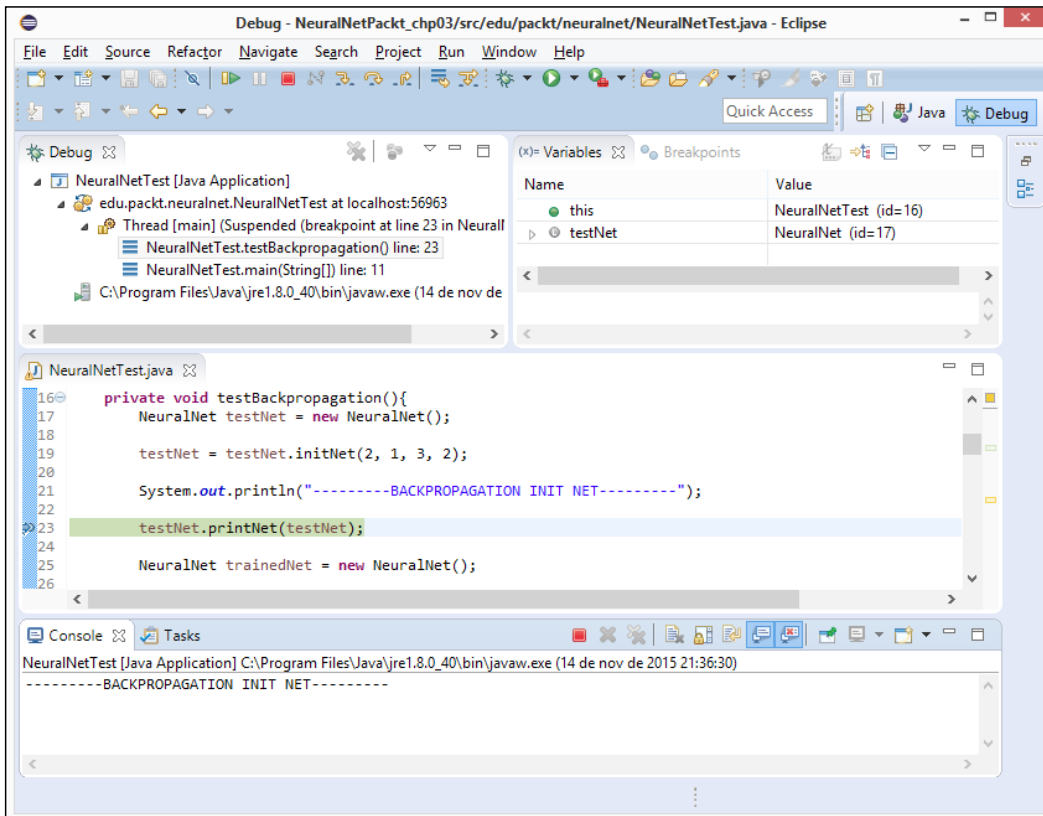 Debug - NeuralNetPackt_chp03/src/edu/packt/neuralnet/NeuralNetTest.java - Eclipse
File Edit Source Refactor Navigate Search Project Run Window Help
Quick Access Java Debug
Debug
NeuralNetTest [Java Application]
edu.packt.neuralnet.NeuralNetTest at localhost:56963
Thread [main] (Suspended (breakpoint at line 23 in Neurall
NeuralNetTest.testBackpropagation() line: 23
NeuralNetTest.main(String[]) line: 11
C:\Program Files\Java\jre1.8.0_40\bin\javaw.exe (14 de nov de
(x)= Variables Breakpoints
Name Value
this NeuralNetTest (id=16)
testNet NeuralNet (id=17)
NeuralNetTest.java
16 private void testBackpropagation(){
17 NeuralNet testNet = new NeuralNet();
18
19 testNet = testNet.initNet(2, 1, 3, 2);
20
21 System.out.println("---------BACKPROPAGATION INIT NET---------");
22
23 testNet.printNet(testNet);
24
25 NeuralNet trainedNet = new NeuralNet();
26
Console Tasks
NeuralNetTest [Java Application] C:\Program Files\Java\jre1.8.0_40\bin\javaw.exe (14 de nov de 2015 21:36:30)
---------BACKPROPAGATION INIT NET---------